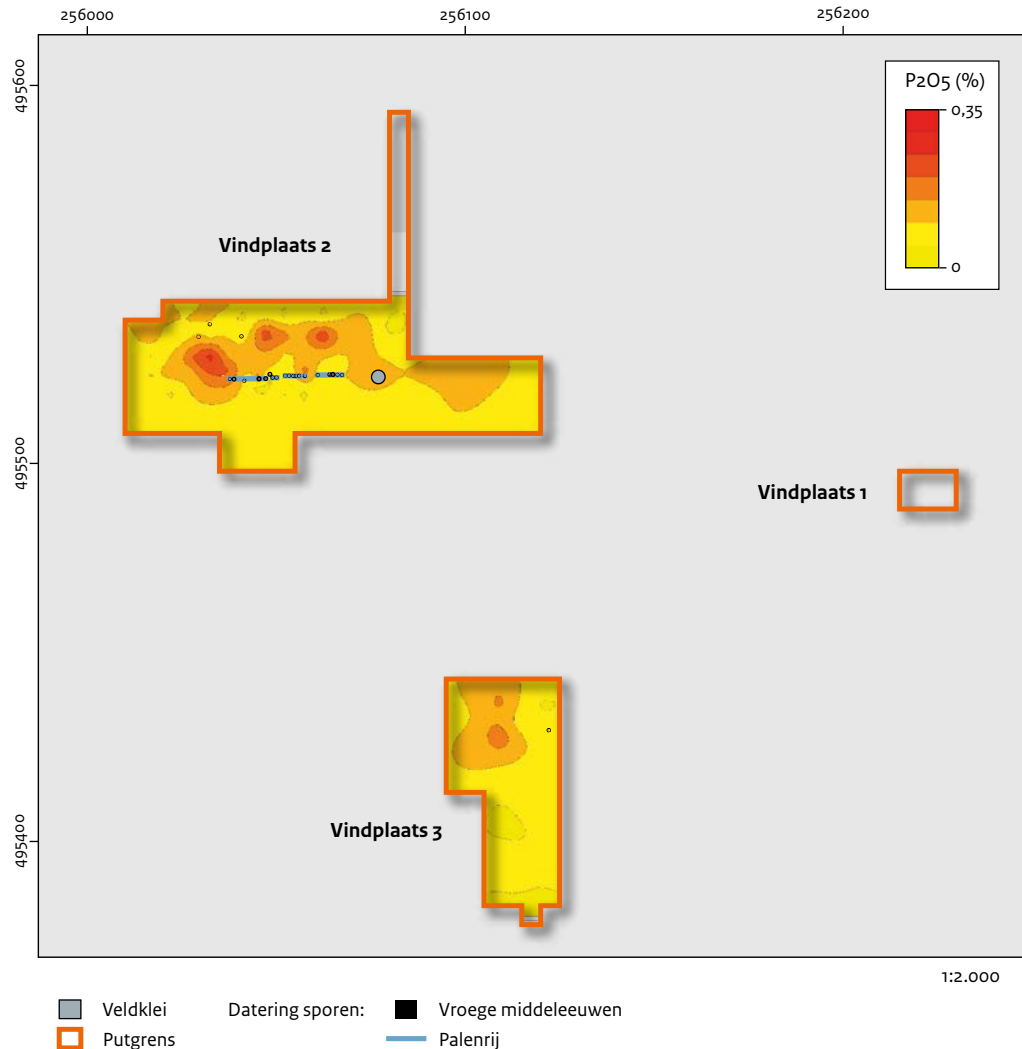 256000 256100 256200
495600
P2O5 (%)
0,35
0
Vindplaats 2
495500
Vindplaats 1
Vindplaats 3
495400
1:2.000
Veldklei Datering sporen: Vroege middeleeuwen
Putgrens Palenrij